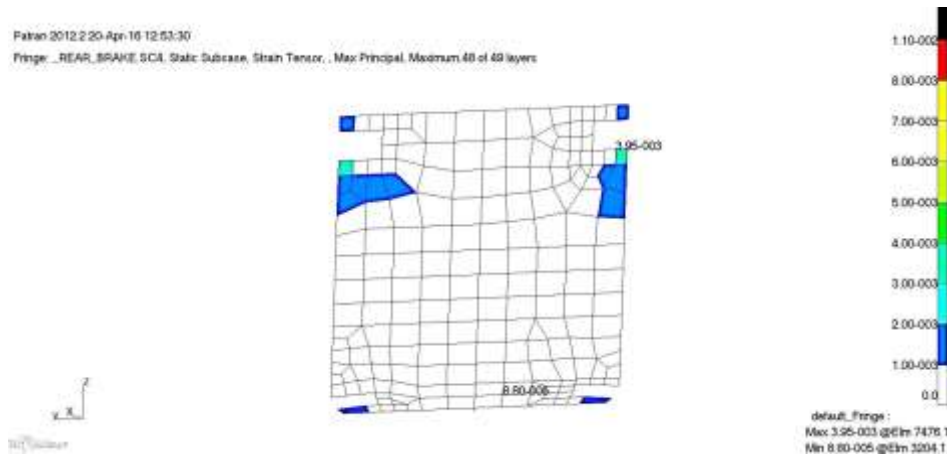 Patran 2012.2 20-Apr-16 12:53:30
Fringe: _REAR_BRAKE.SC4, Static Subcase, Strain Tensor, , Max Principal, Maximum,48 of 49 layers
1.10-002
8.00-003
7.00-003
3.95-003
6.00-003
5.00-003
4.00-003
3.00-003
2.00-003
1.00-003
8.80-005
0.0
Z
Y X
default_Fringe :
Max 3.95-003 @Elm 7476.1
Min 8.80-005 @Elm 3204.1